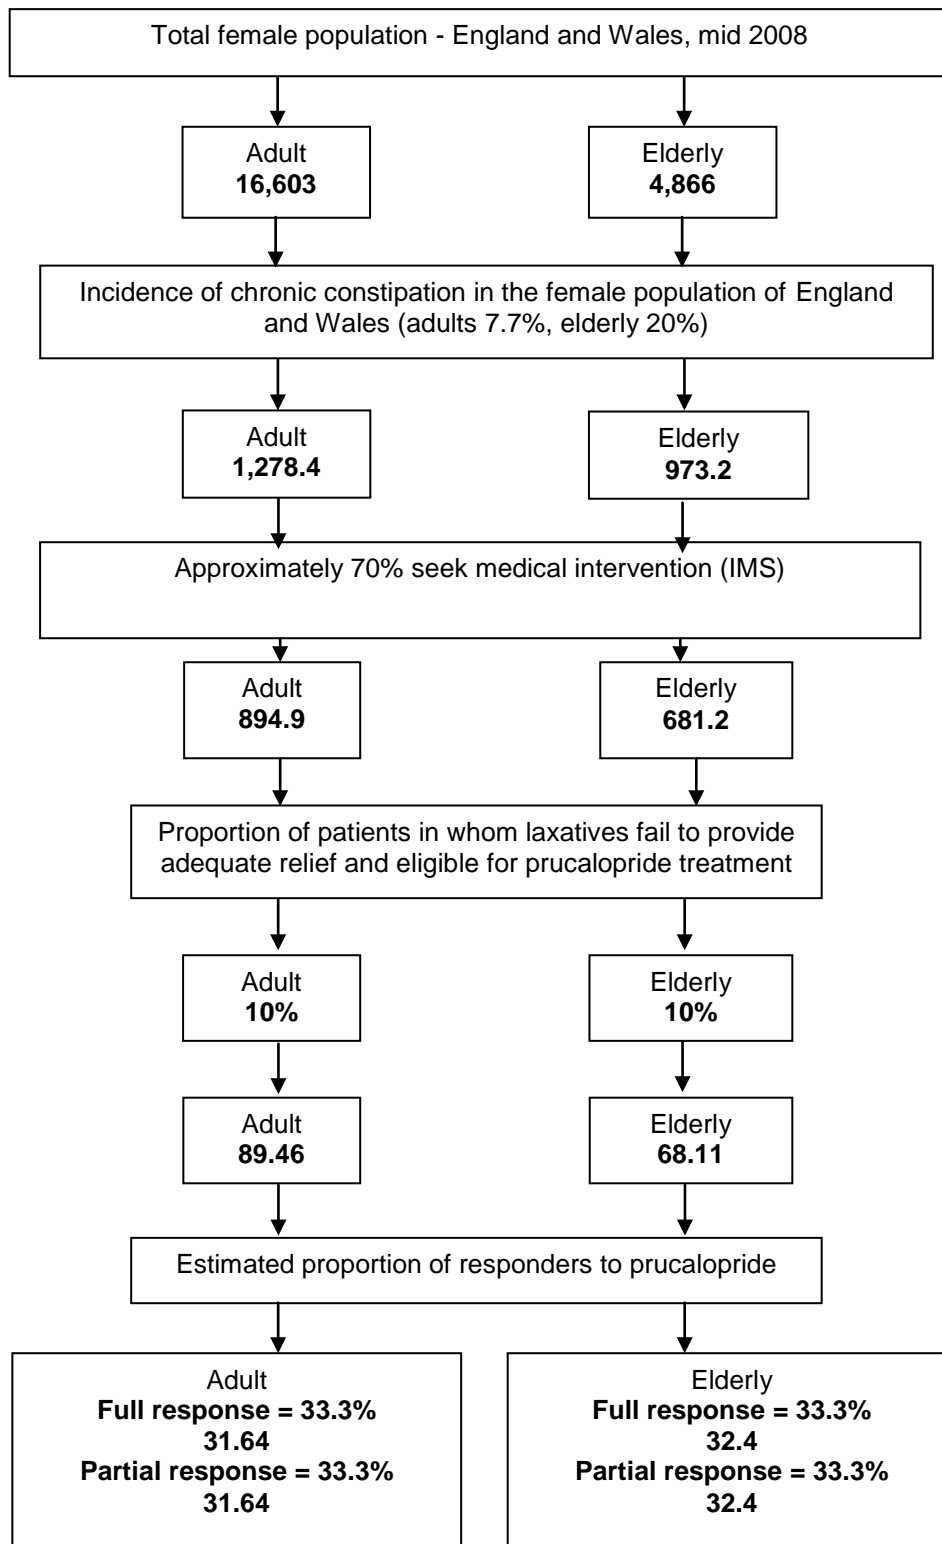 Total female population - England and Wales, mid 2008
Adult
16,603
Elderly
4,866
Incidence of chronic constipation in the female population of England
and Wales (adults 7.7%, elderly 20%)
Adult
1,278.4
Elderly
973.2
Approximately 70% seek medical intervention (IMS)
Adult
894.9
Elderly
681.2
Proportion of patients in whom laxatives fail to provide
adequate relief and eligible for prucalopride treatment
Adult
10%
Elderly
10%
Adult
89.46
Elderly
68.11
Estimated proportion of responders to prucalopride
Adult
Full response = 33.3%
31.64
Partial response = 33.3%
31.64
Elderly
Full response = 33.3%
32.4
Partial response = 33.3%
32.4